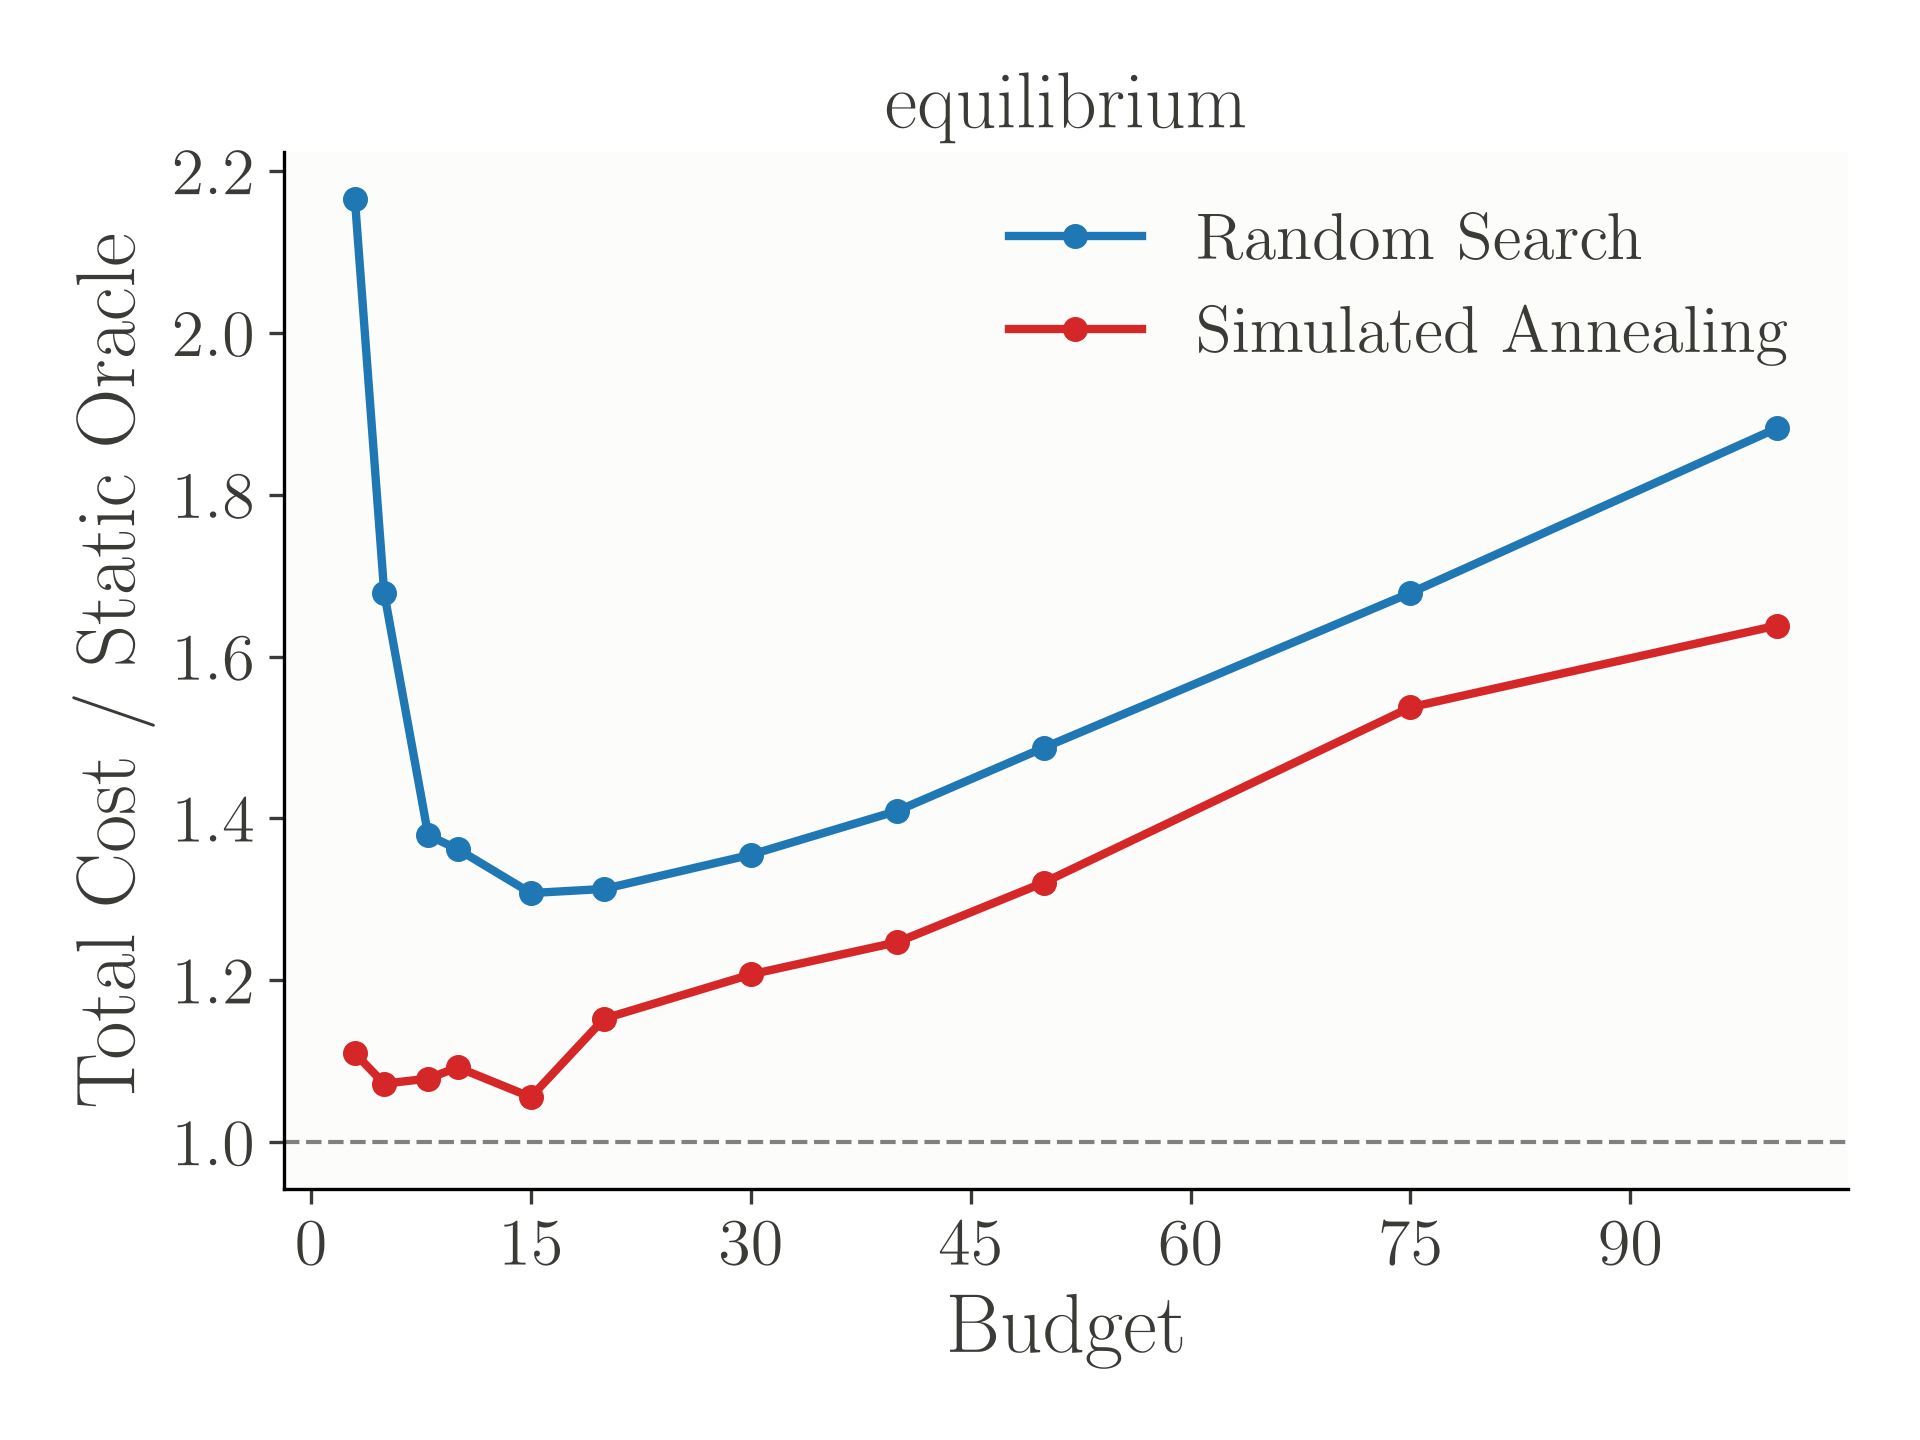 equilibrium
Random Search
Simulated Annealing
Total Cost / Static Oracle
2.2
2.0
1.8
1.6
1.4
1.2
1.0
0 15 30 45 60 75 90
Budget